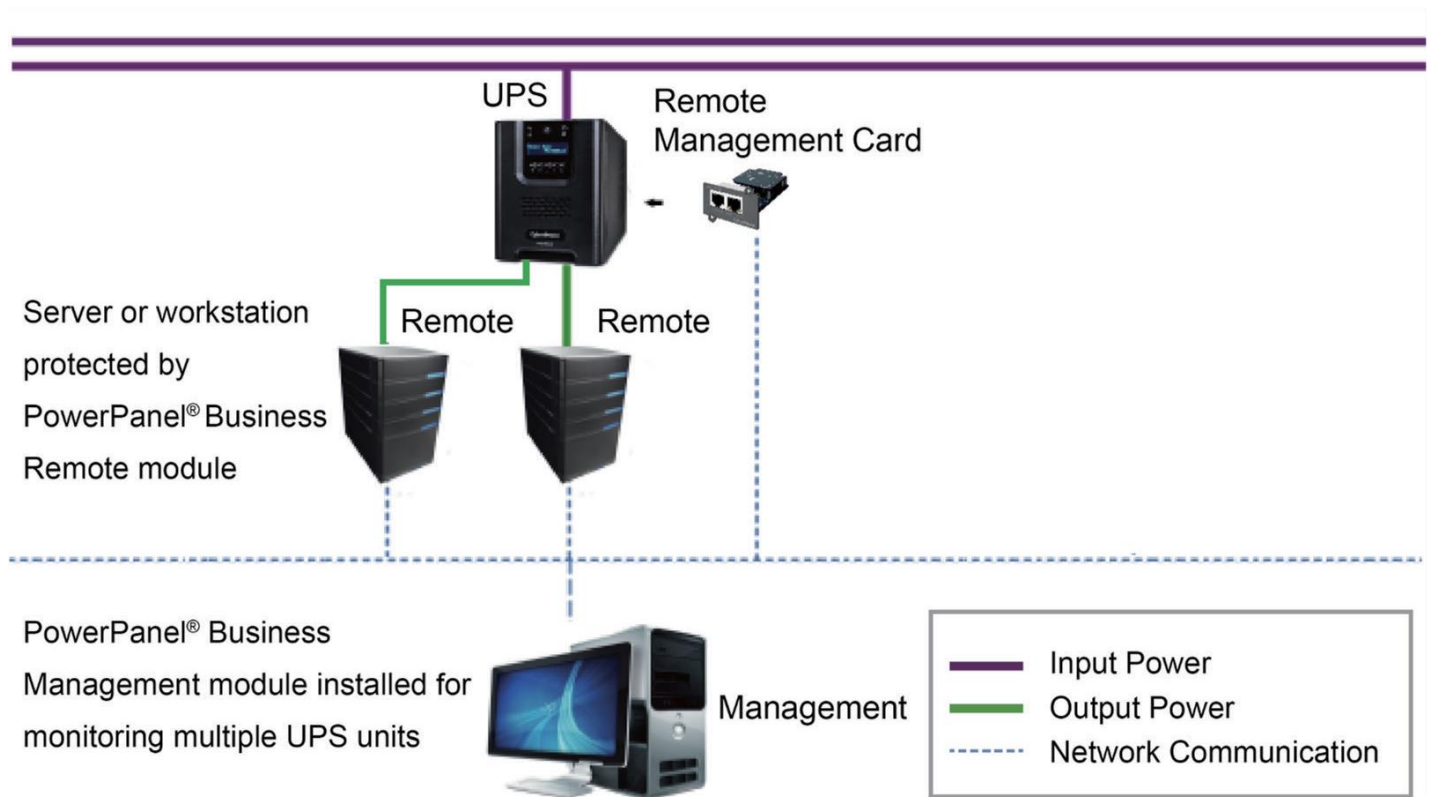 UPS
Remote
Management Card
Server or workstation
protected by
PowerPanel® Business
Remote module
Remote
Remote
PowerPanel® Business
Management module installed for
monitoring multiple UPS units
Management
Input Power
Output Power
Network Communication